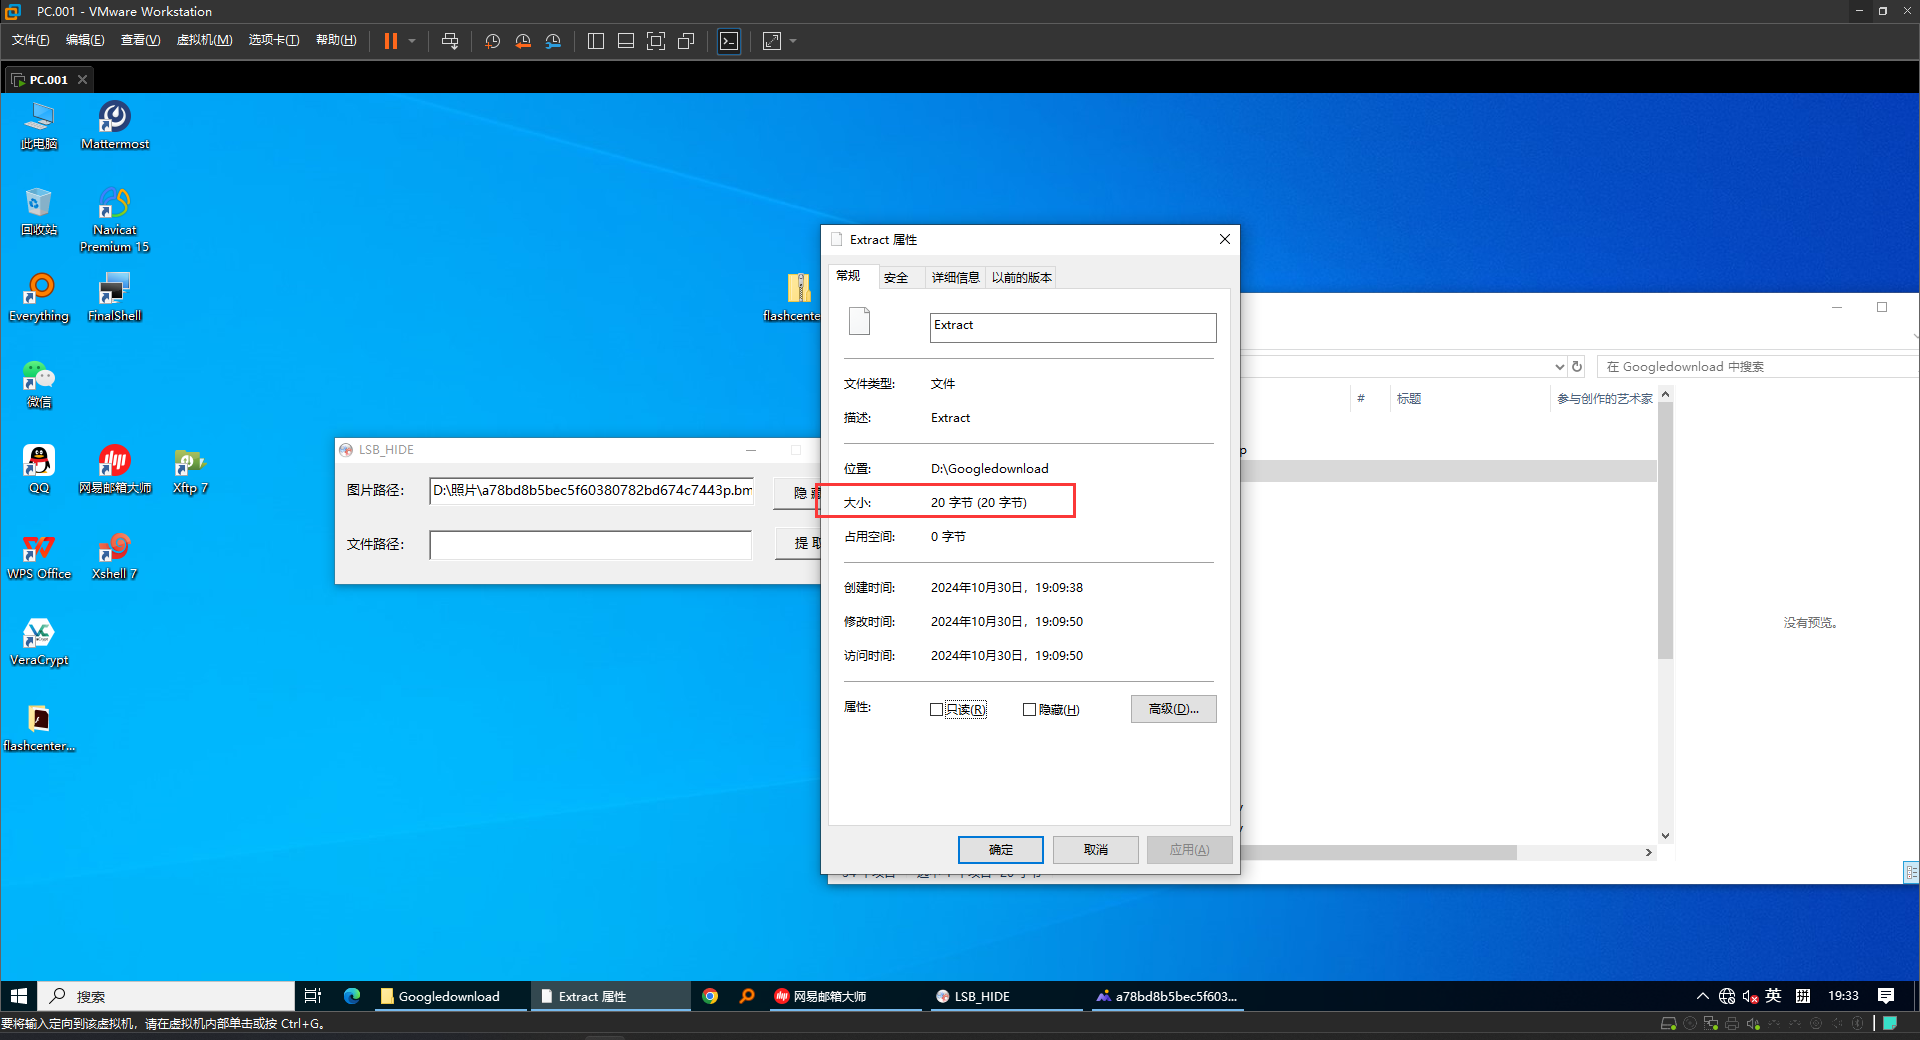 PC.001 - VMware Workstation
文件(F) 编辑(E) 查看(V) 虚拟机(M) 选项卡(T) 帮助(H)
PC.001
此电脑
Mattermost
回收站
Navicat
Premium 15
Everything
FinalShell
微信
QQ
网易邮箱大师
Xftp 7
WPS Office
Xshell 7
VeraCrypt
flashcenter...
flashcente
LSB_HIDE
图片路径:
D:\照片\a78bd8b5bec5f60380782bd674c7443p.bm
隐 藏
文件路径:
提 取
Extract 属性
常规 安全 详细信息 以前的版本
Extract
文件类型: 文件
描述: Extract
位置: D:\Googledownload
大小: 20 字节 (20 字节)
占用空间: 0 字节
创建时间: 2024年10月30日，19:09:38
修改时间: 2024年10月30日，19:09:50
访问时间: 2024年10月30日，19:09:50
属性: 只读(R) 隐藏(H) 高级(D)...
确定 取消 应用(A)
在 Googledownload 中搜索
# 标题 参与创作的艺术家
p
没有预览。
搜索
Googledownload
Extract 属性
网易邮箱大师
LSB_HIDE
a78bd8b5bec5f603...
英
拼
19:33
要将输入定向到该虚拟机，请在虚拟机内部单击或按 Ctrl+G。